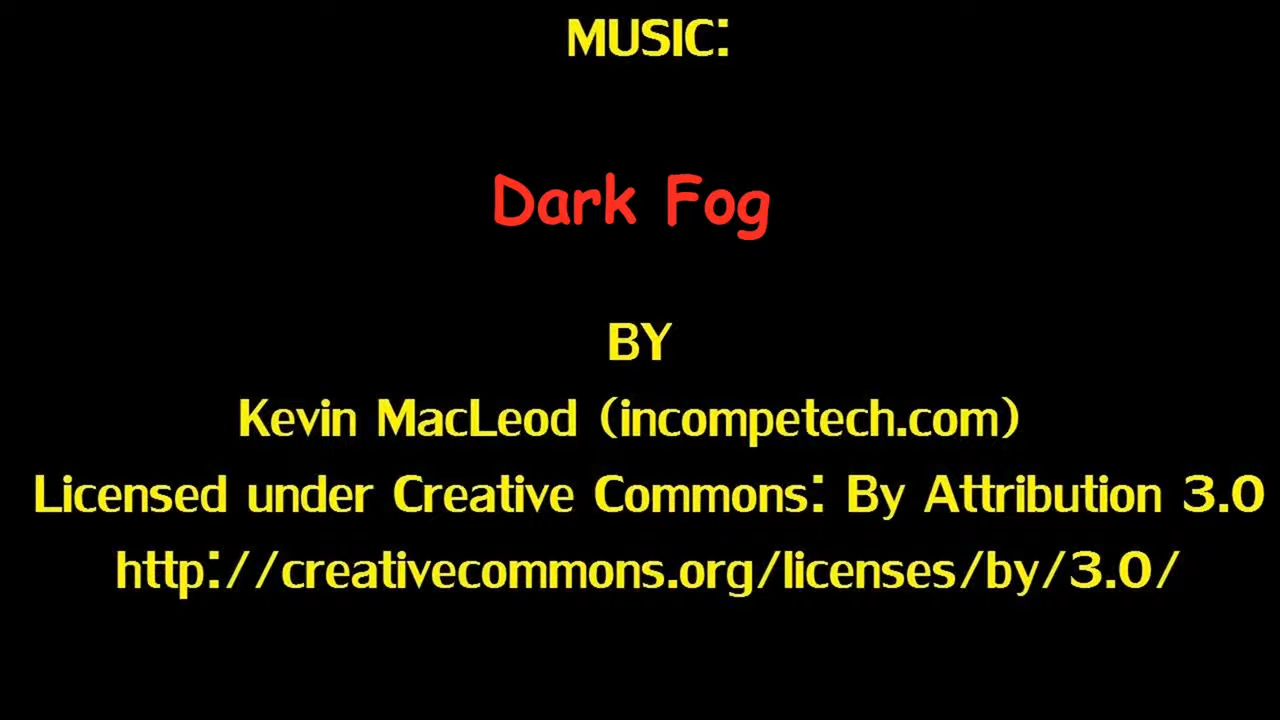 MUSIC:
Dark Fog
BY
Kevin MacLeod (incompetech.com)
Licensed under Creative Commons: By Attribution 3.0
http://creativecommons.org/licenses/by/3.0/